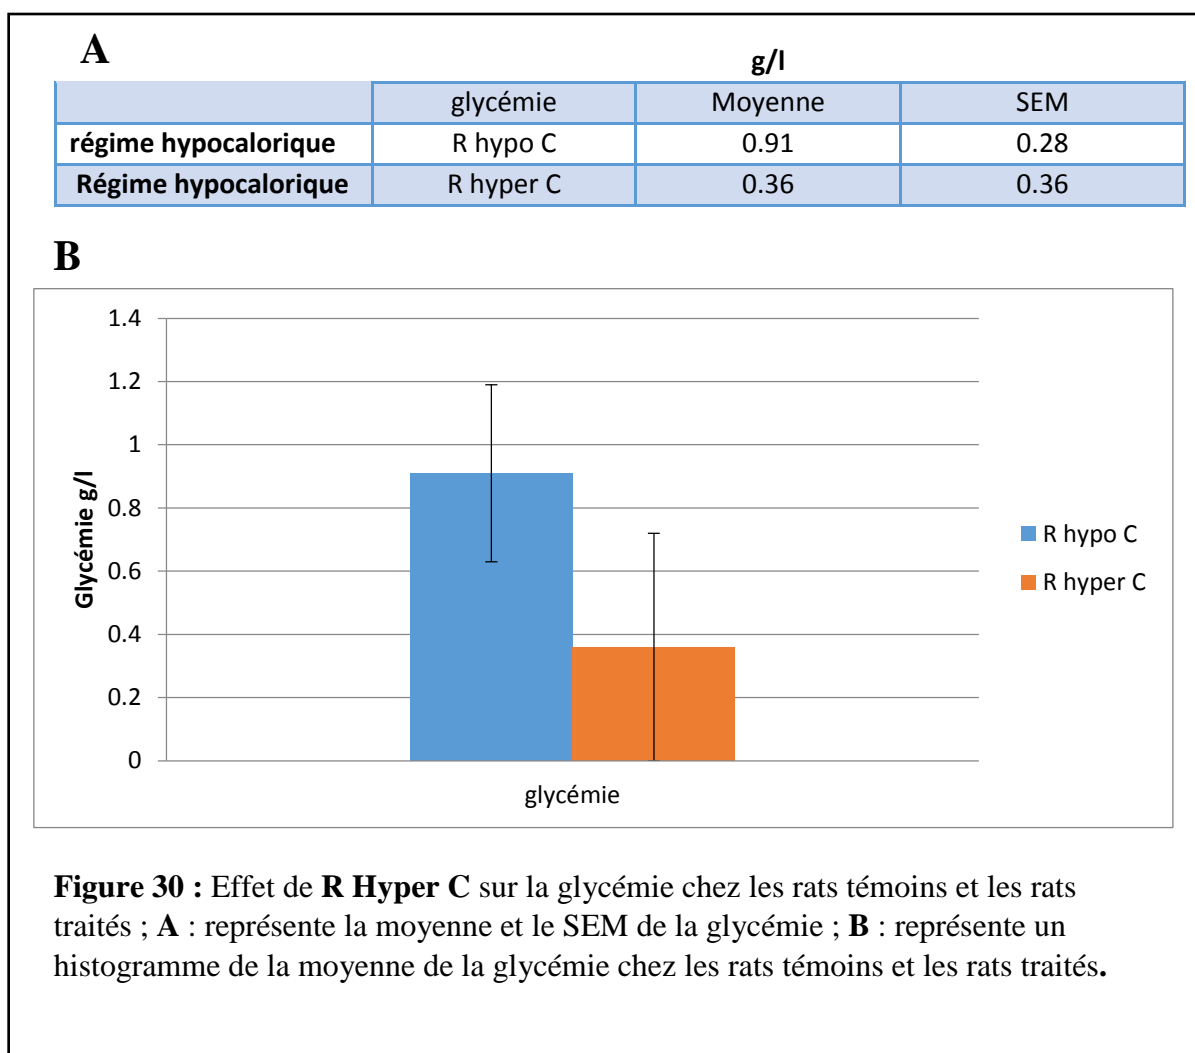 A
g/l
glycémie Moyenne SEM
régime hypocalorique R hypo C 0.91 0.28
Régime hypocalorique R hyper C 0.36 0.36
B
1.4
1.2
1
0.8
0.6
0.4
0.2
0
Glycémie g/l
glycémie
R hypo C
R hyper C
Figure 30 : Effet de R Hyper C sur la glycémie chez les rats témoins et les rats
traités ; A : représente la moyenne et le SEM de la glycémie ; B : représente un
histogramme de la moyenne de la glycémie chez les rats témoins et les rats traités.